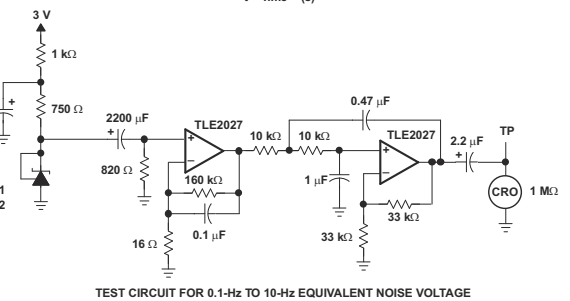 3 V
1 kΩ
+
750 Ω
1
2
2200 μF
+
820 Ω
TLE2027
+
−
160 kΩ
0.1 μF
16 Ω
10 kΩ
10 kΩ
0.47 μF
1 μF
TLE2027
+
−
33 kΩ
33 kΩ
2.2 μF
+
TP
CRO
1 MΩ
TEST CIRCUIT FOR 0.1-Hz TO 10-Hz EQUIVALENT NOISE VOLTAGE